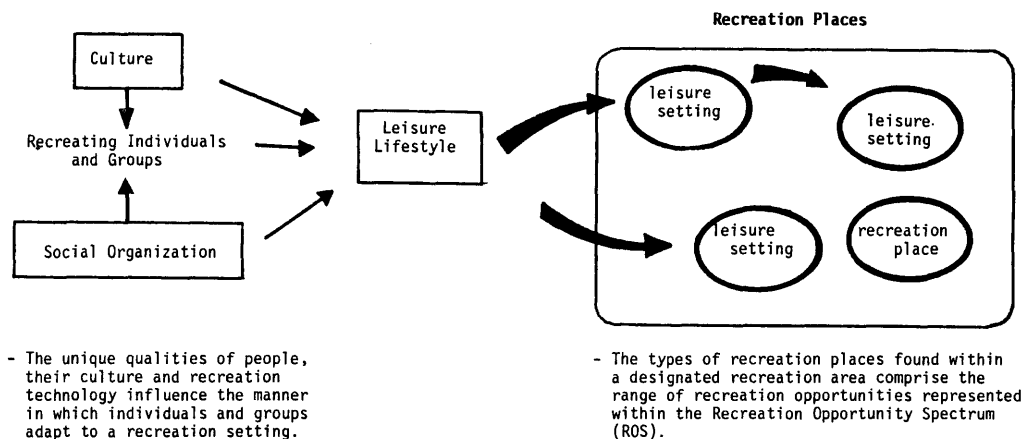 Recreation Places
Culture
Recreating Individuals
and Groups
Social Organization
Leisure
Lifestyle
leisure
setting
leisure.
setting
leisure
setting
recreation
place
- The unique qualities of people,
their culture and recreation
technology influence the manner
in which individuals and groups
adapt to a recreation setting.
- The types of recreation places found within
a designated recreation area comprise the
range of recreation opportunities represented
within the Recreation Opportunity Spectrum
(ROS).